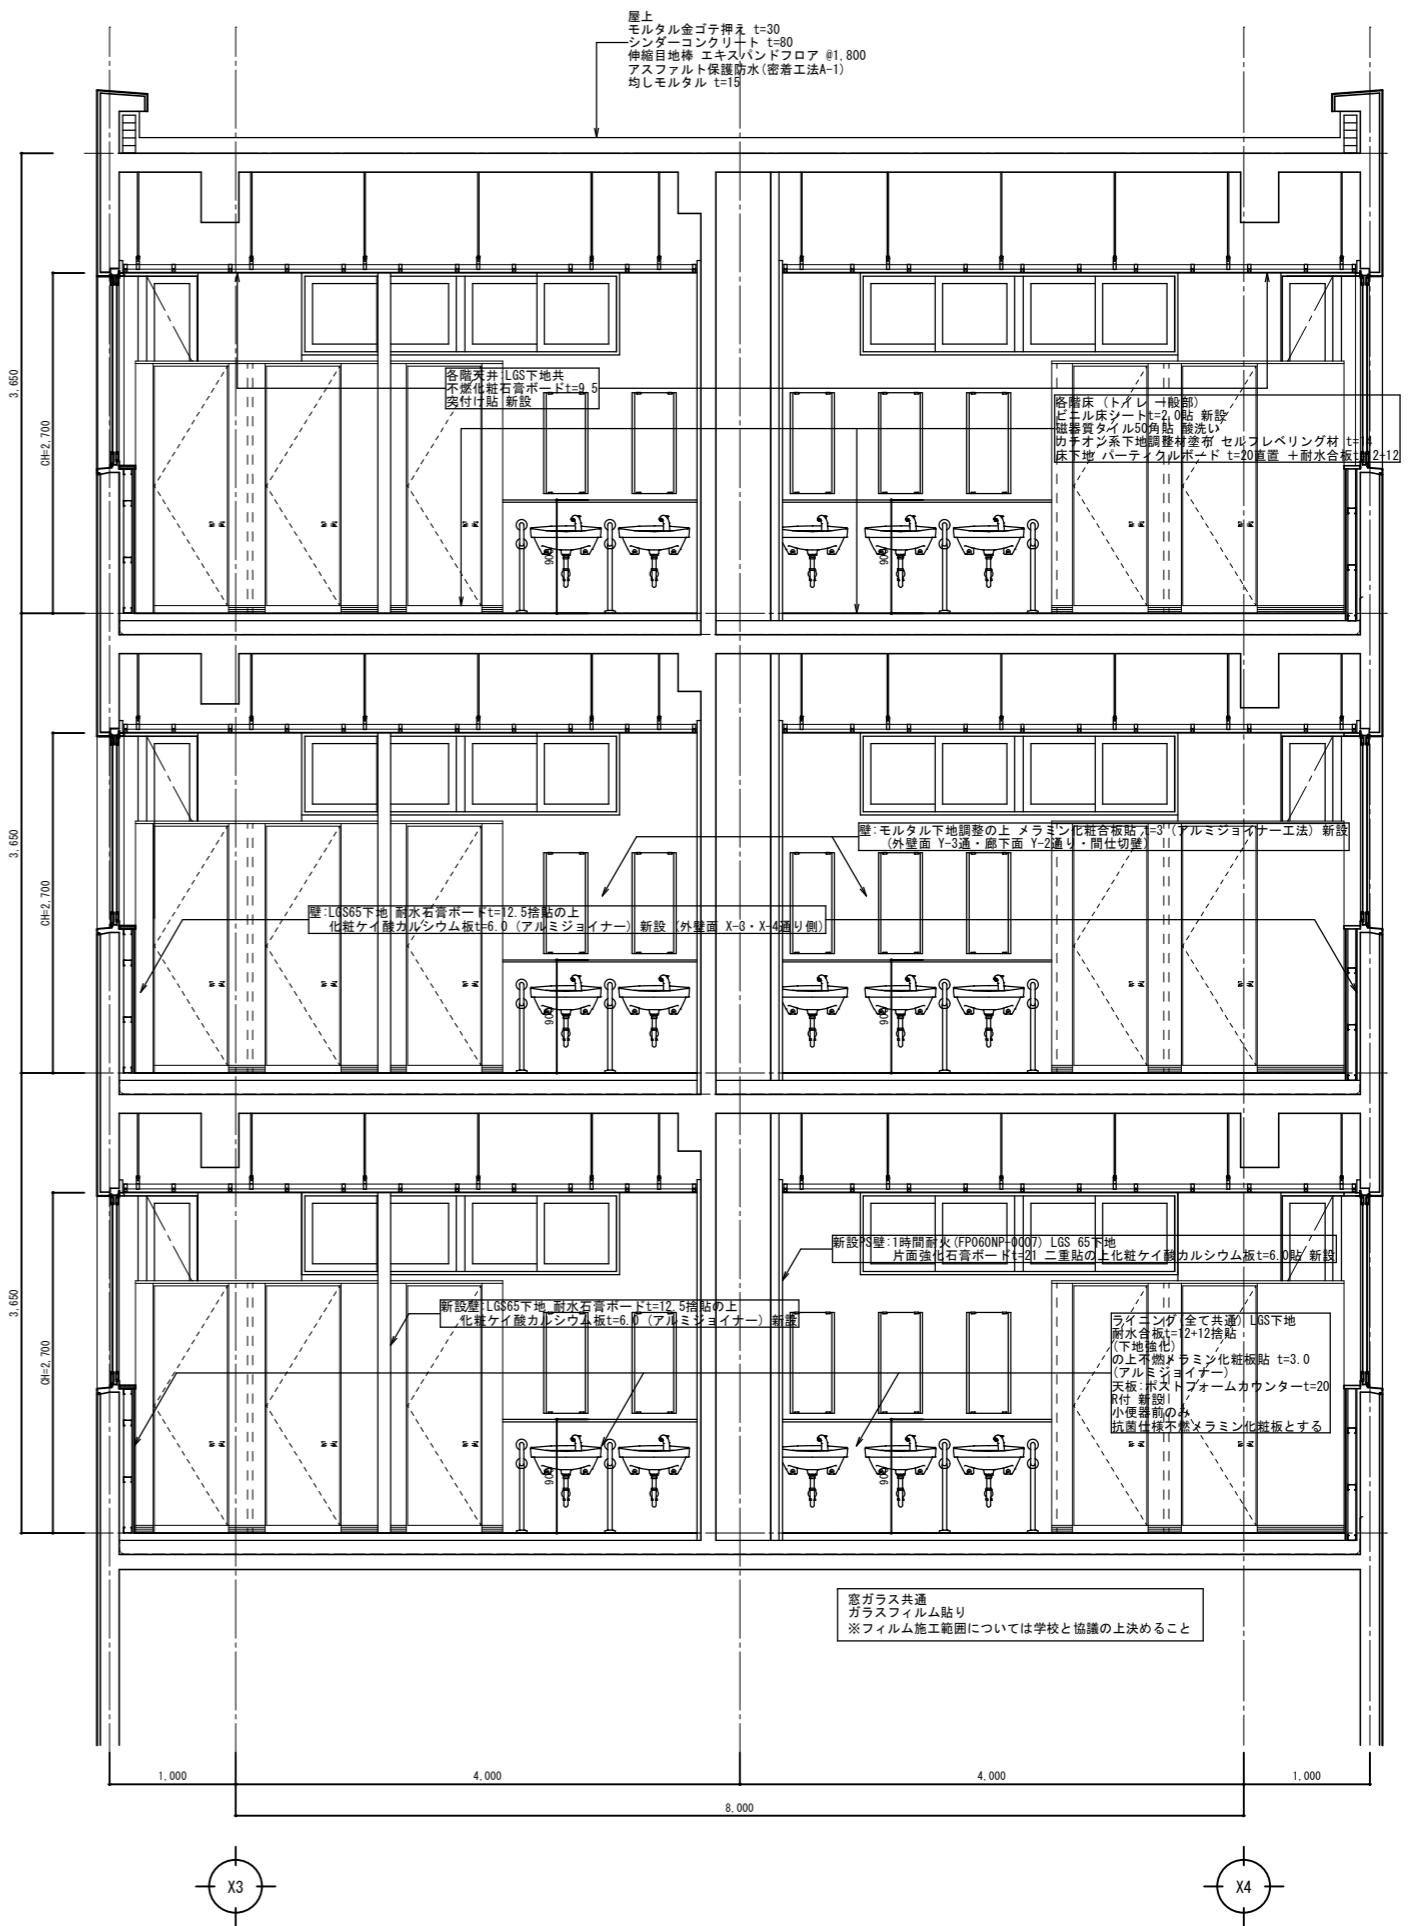 屋上
モルタル金ゴテ押え t=30
シンダーコンクリート t=80
伸縮目地棒 エキスパンドフロア @1,800
アスファルト保護防水(密着工法A-1)
均しモルタル t=15
3,650
CH=2,700
各階天井:LGS下地共
不燃化粧石膏ボードt=9.5
突付け貼 新設
各階床 (トイレ 一般部)
ビニル床シートt=2.0貼 新設
磁器質タイル50角貼 酸洗い
カチオン系下地調整材塗布 セルフレベリング材 t=14
床下地 パーティクルボード t=20直置 +耐水合板t=12+12
900
900
3,650
CH=2,700
壁:モルタル下地調整の上 メラミン化粧合板貼 t=3 (アルミジョイナー工法) 新設
(外壁面 Y-3通・廊下面 Y-2通り・間仕切壁)
壁:LGS65下地 耐水石膏ボードt=12.5捨貼の上
化粧ケイ酸カルシウム板t=6.0 (アルミジョイナー) 新設 (外壁面 X-3・X-4通り側)
900
900
3,650
CH=2,700
新設PS壁:1時間耐火(FP060NP-0007) LGS 65下地
片面強化石膏ボードt=21 二重貼の上化粧ケイ酸カルシウム板t=6.0貼 新設
新設壁:LGS65下地 耐水石膏ボードt=12.5捨貼の上
化粧ケイ酸カルシウム板t=6.0 (アルミジョイナー) 新設
ライニング(全て共通) LGS下地
耐水合板t=12+12捨貼
(下地強化)
の上不燃メラミン化粧板貼 t=3.0
(アルミジョイナー)
天板:ポストフォームカウンターt=20
R付 新設
小便器前のみ
抗菌仕様不燃メラミン化粧板とする
900
900
窓ガラス共通
ガラスフィルム貼り
※フィルム施工範囲については学校と協議の上決めること
1,000
4,000
4,000
1,000
8,000
X3
X4